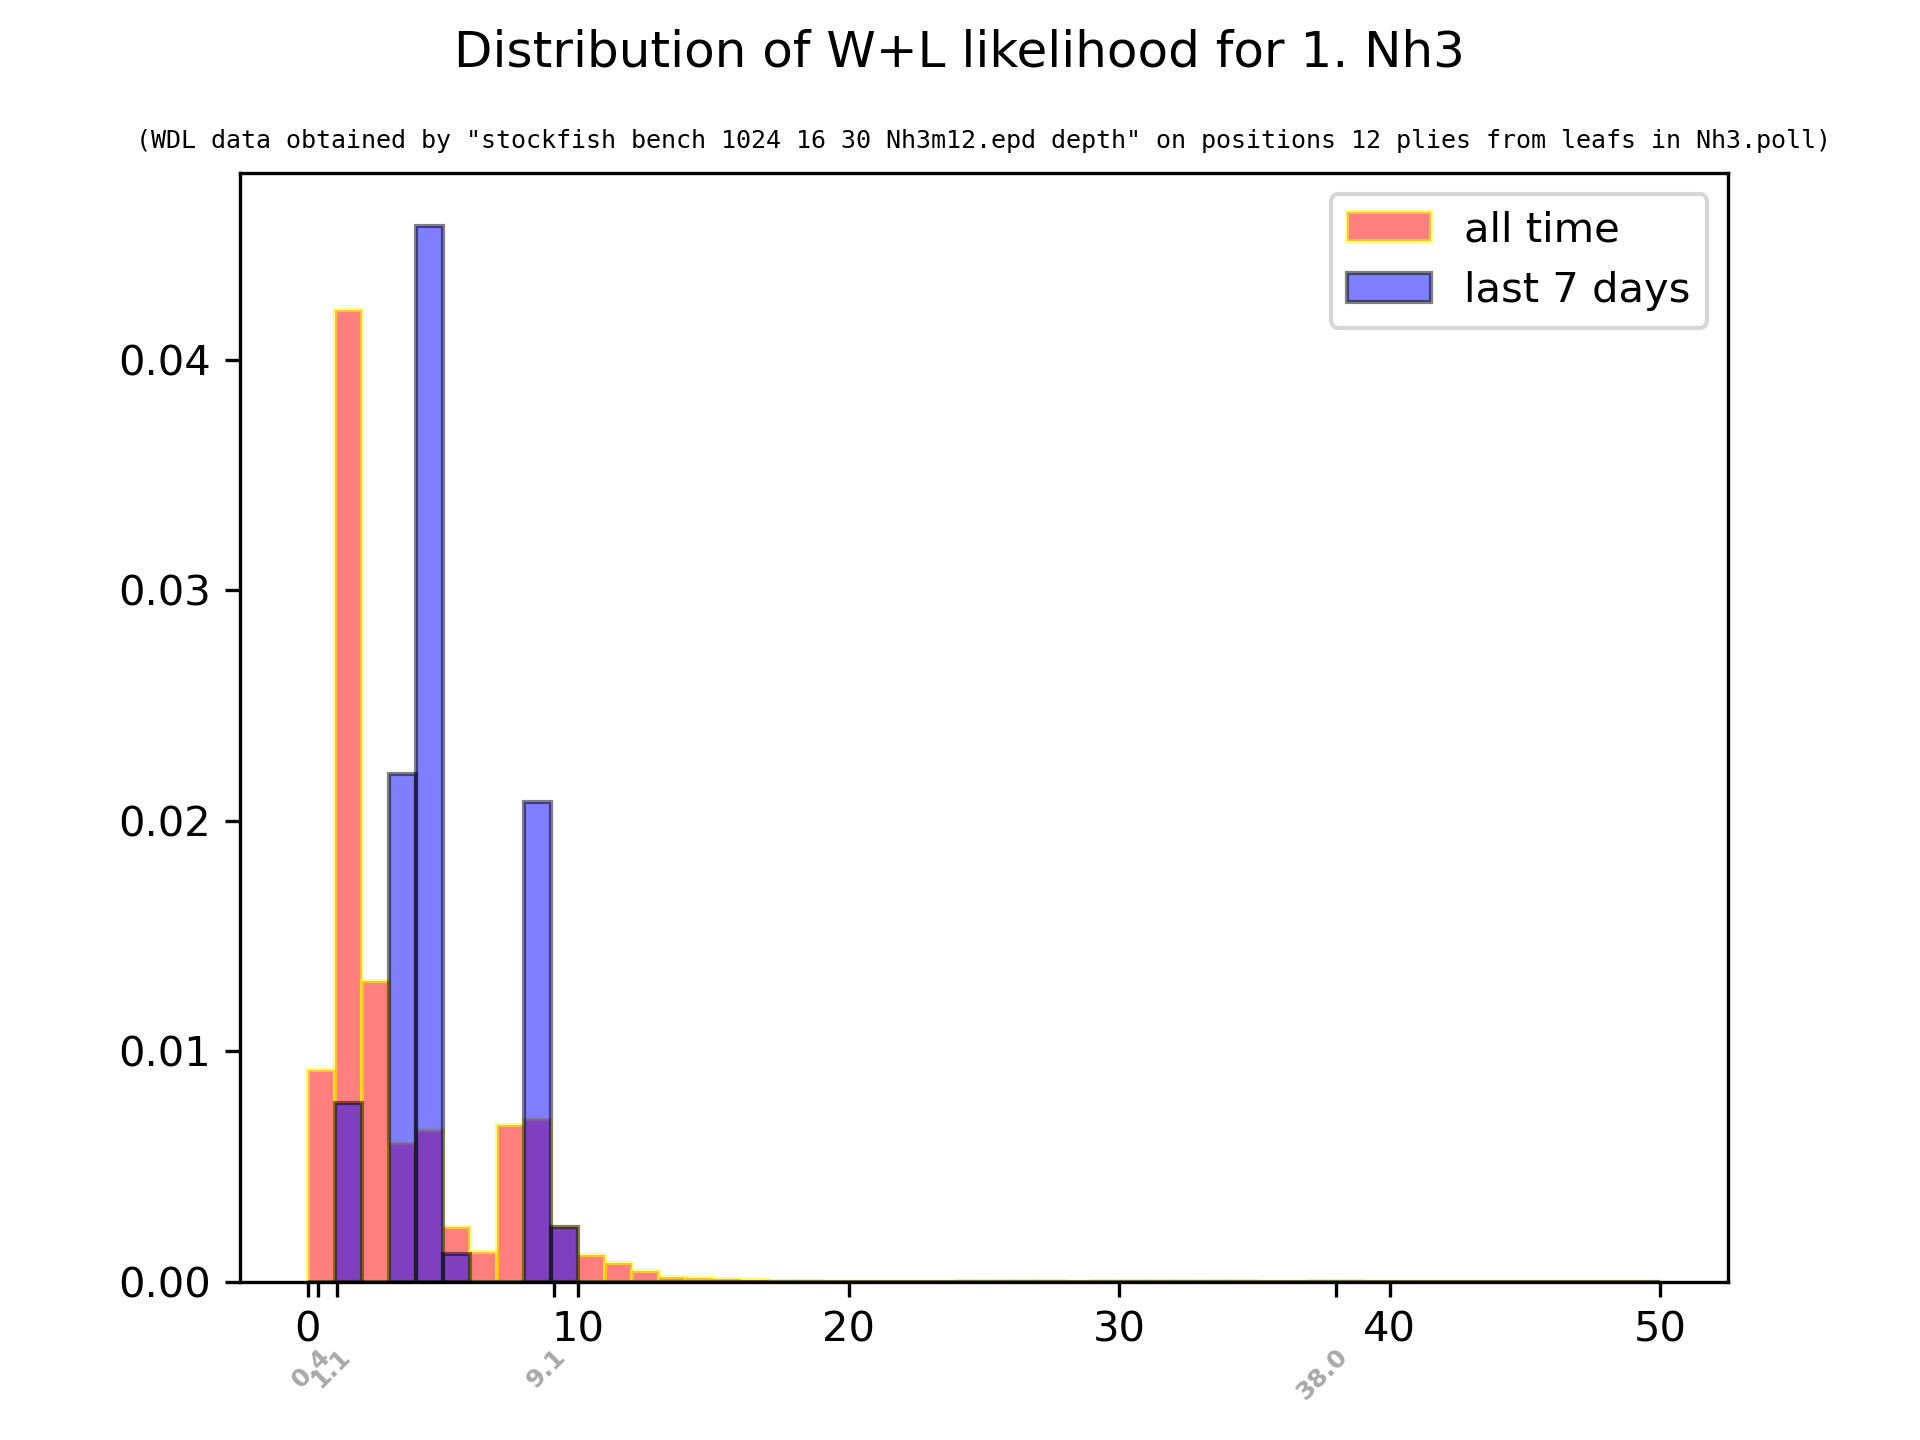 Distribution of W+L likelihood for 1. Nh3
(WDL data obtained by "stockfish bench 1024 16 30 Nh3m12.epd depth" on positions 12 plies from leafs in Nh3.poll)
all time
last 7 days
0.04
0.03
0.02
0.01
0.00
0 10 20 30 40 50
0.4 1.1 9.1 38.0